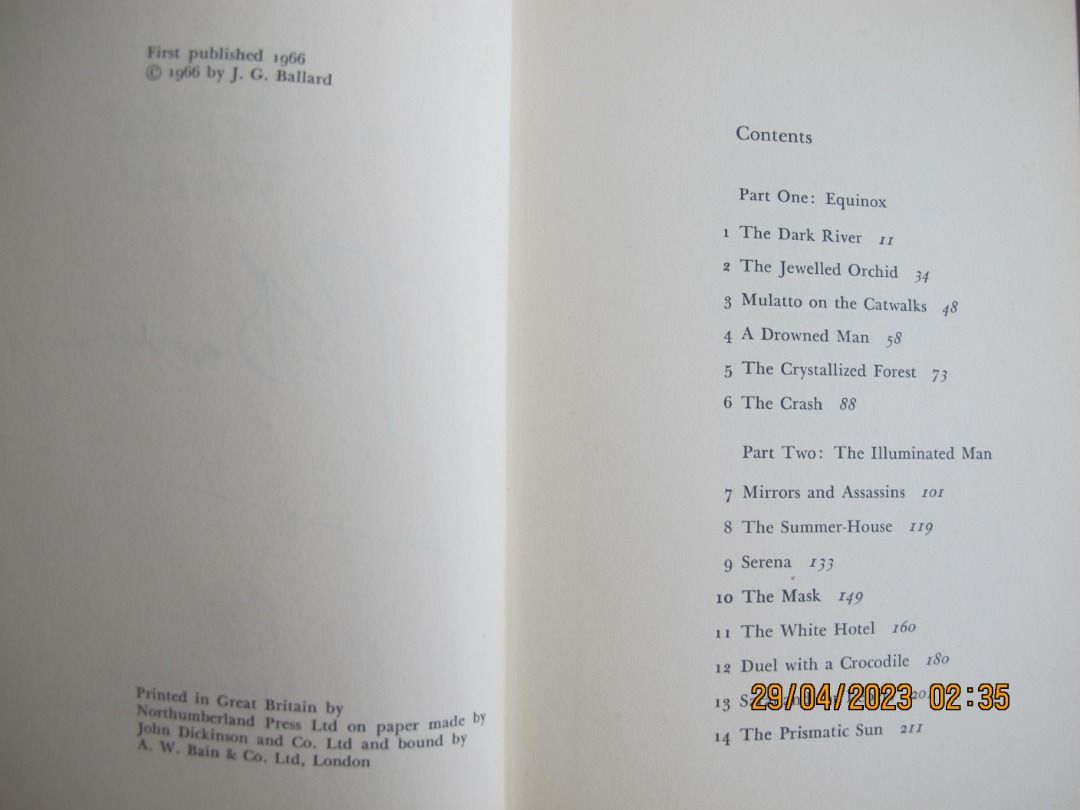 First published 1966
© 1966 by J. G. Ballard
Printed in Great Britain by
Northumberland Press Ltd on paper made by
John Dickinson and Co. Ltd and bound by
A. W. Bain & Co. Ltd, London
Contents
Part One: Equinox
1 The Dark River 11
2 The Jewelled Orchid 34
3 Mulatto on the Catwalks 48
4 A Drowned Man 58
5 The Crystallized Forest 73
6 The Crash 88
Part Two: The Illuminated Man
7 Mirrors and Assassins 101
8 The Summer-House 119
9 Serena 133
10 The Mask 149
11 The White Hotel 160
12 Duel with a Crocodile 180
13
29/04/2023 02:35
14 The Prismatic Sun 211